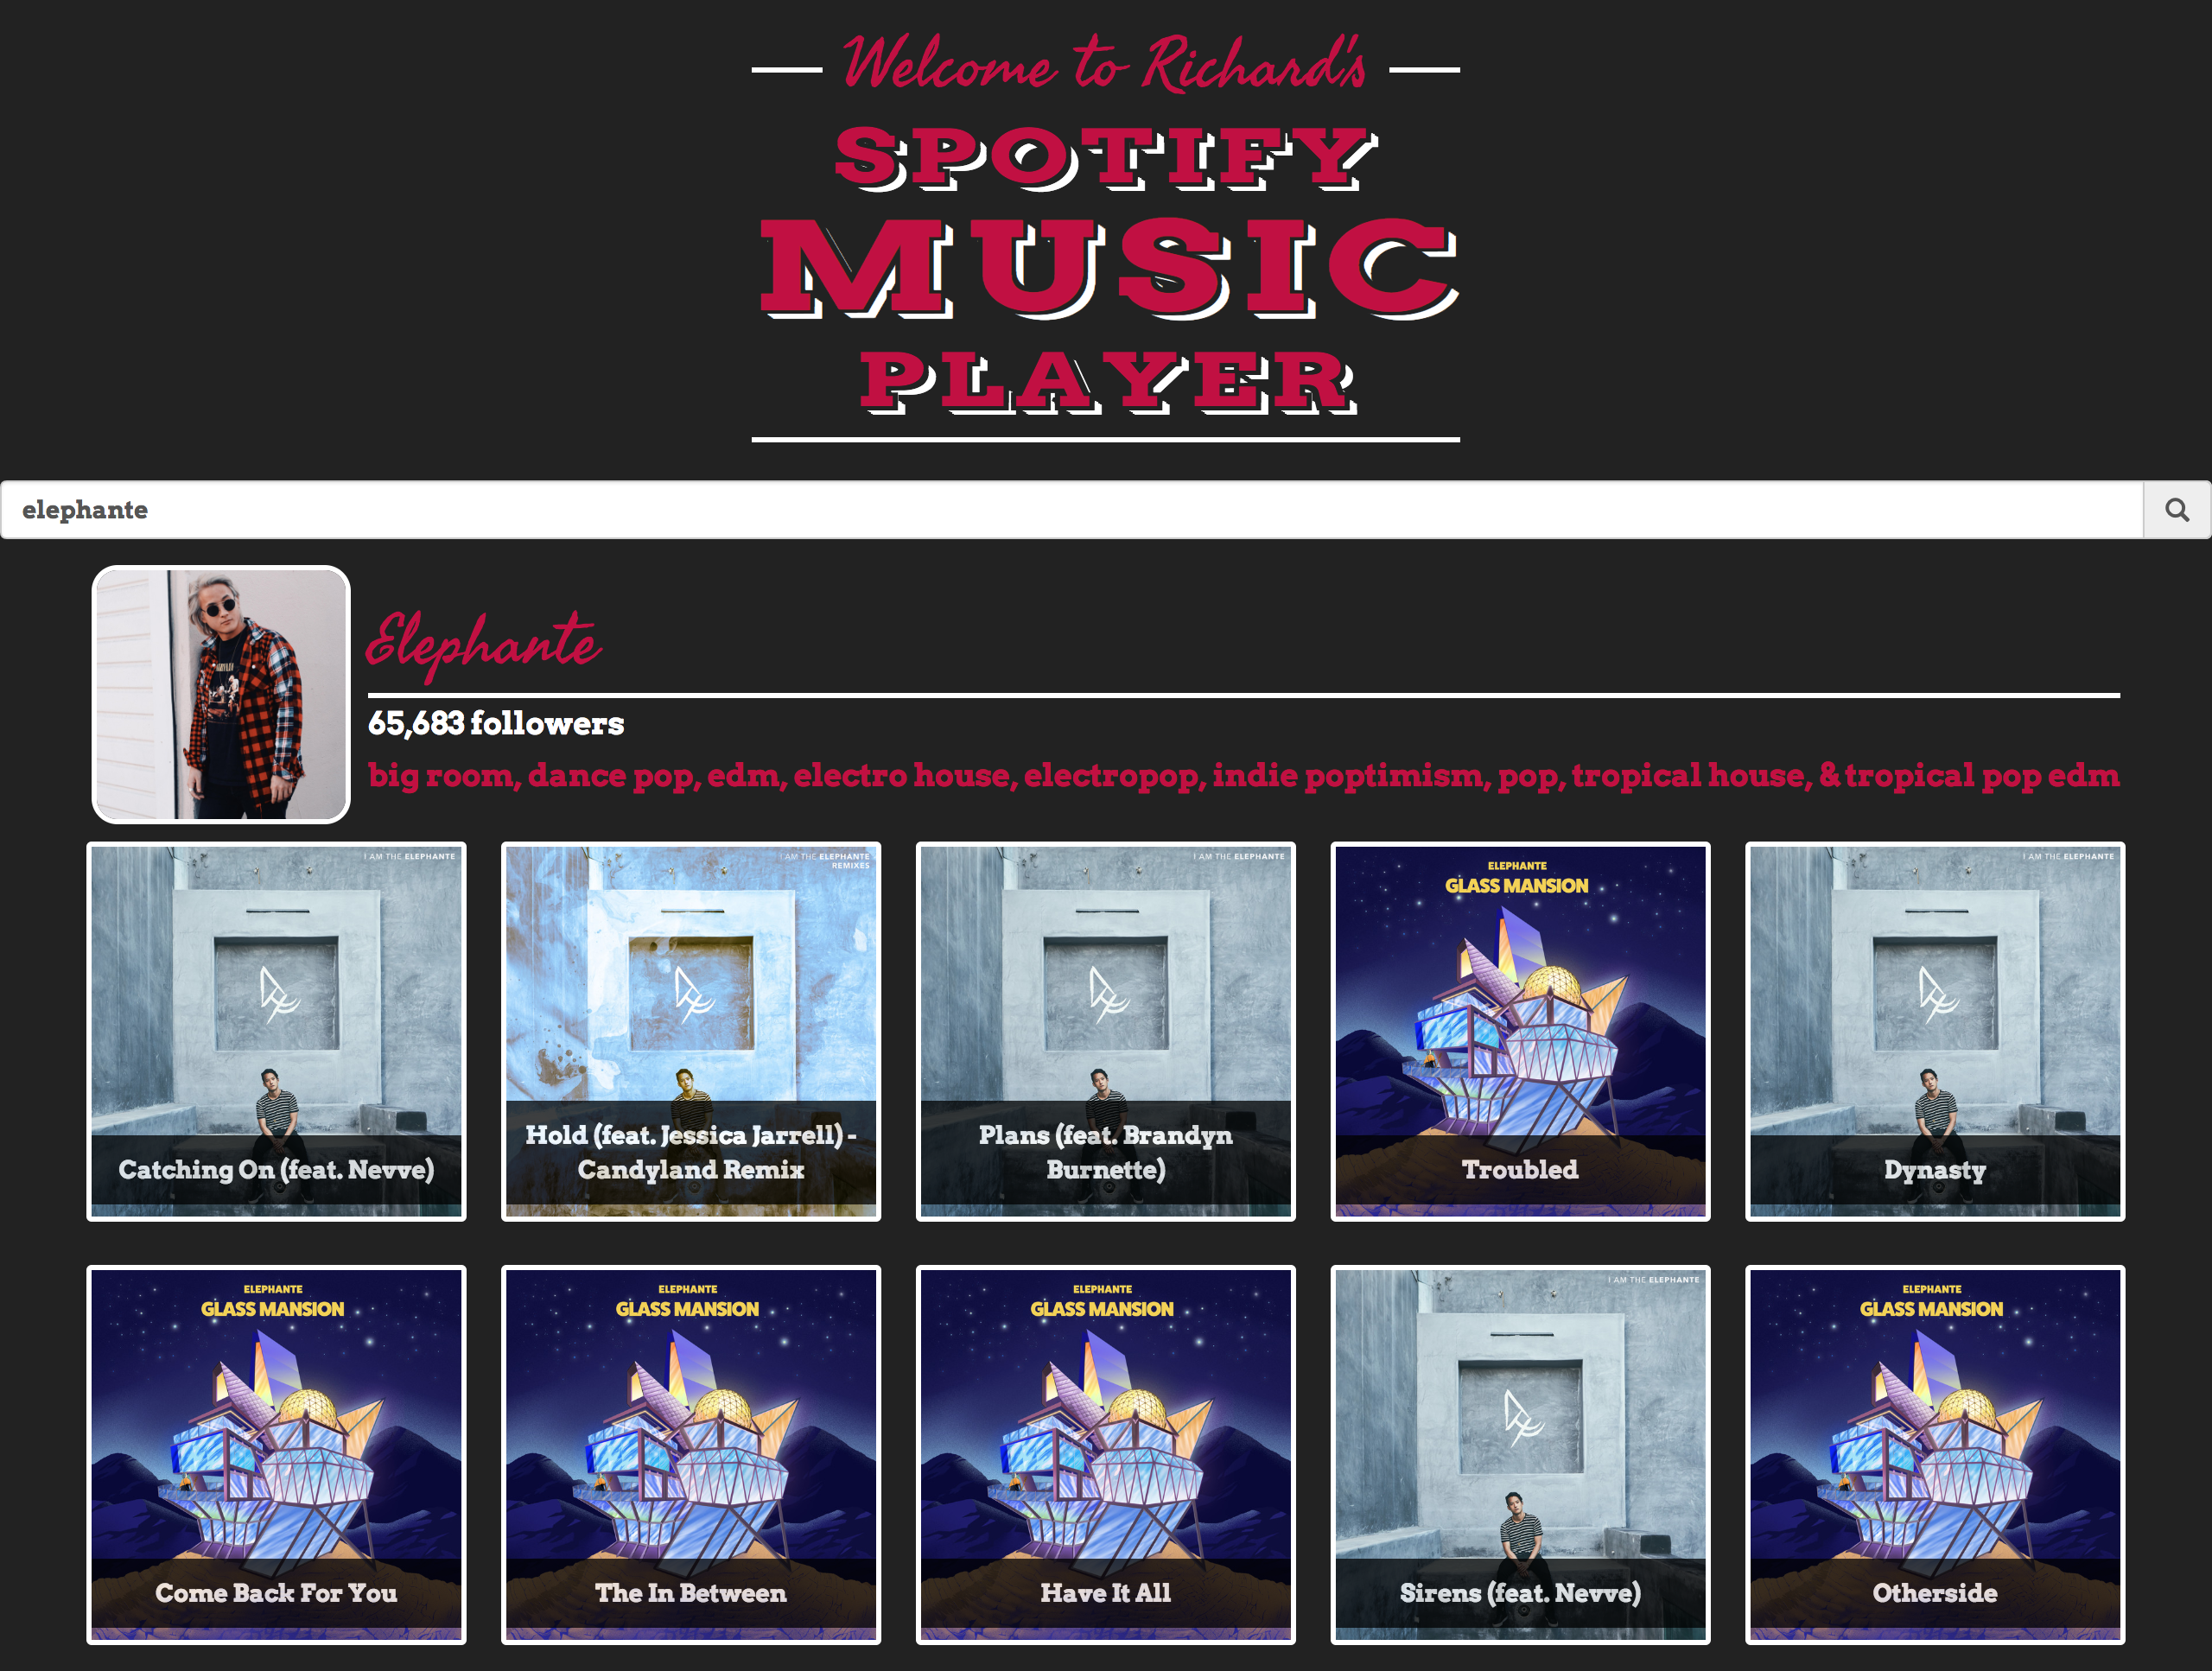 Welcome to Richard's
SPOTIFY
MUSIC
PLAYER
elephante
Elephante
65,683 followers
big room, dance pop, edm, electro house, electropop, indie poptimism, pop, tropical house, & tropical pop edm
I AM THE ELEPHANTE
Catching On (feat. Nevve)
I AM THE ELEPHANTE
REMIXES
Hold (feat. Jessica Jarrell) -
Candyland Remix
I AM THE ELEPHANTE
Plans (feat. Brandyn
Burnette)
ELEPHANTE
GLASS MANSION
Troubled
I AM THE ELEPHANTE
Dynasty
ELEPHANTE
GLASS MANSION
Come Back For You
ELEPHANTE
GLASS MANSION
The In Between
ELEPHANTE
GLASS MANSION
Have It All
I AM THE ELEPHANTE
Sirens (feat. Nevve)
ELEPHANTE
GLASS MANSION
Otherside